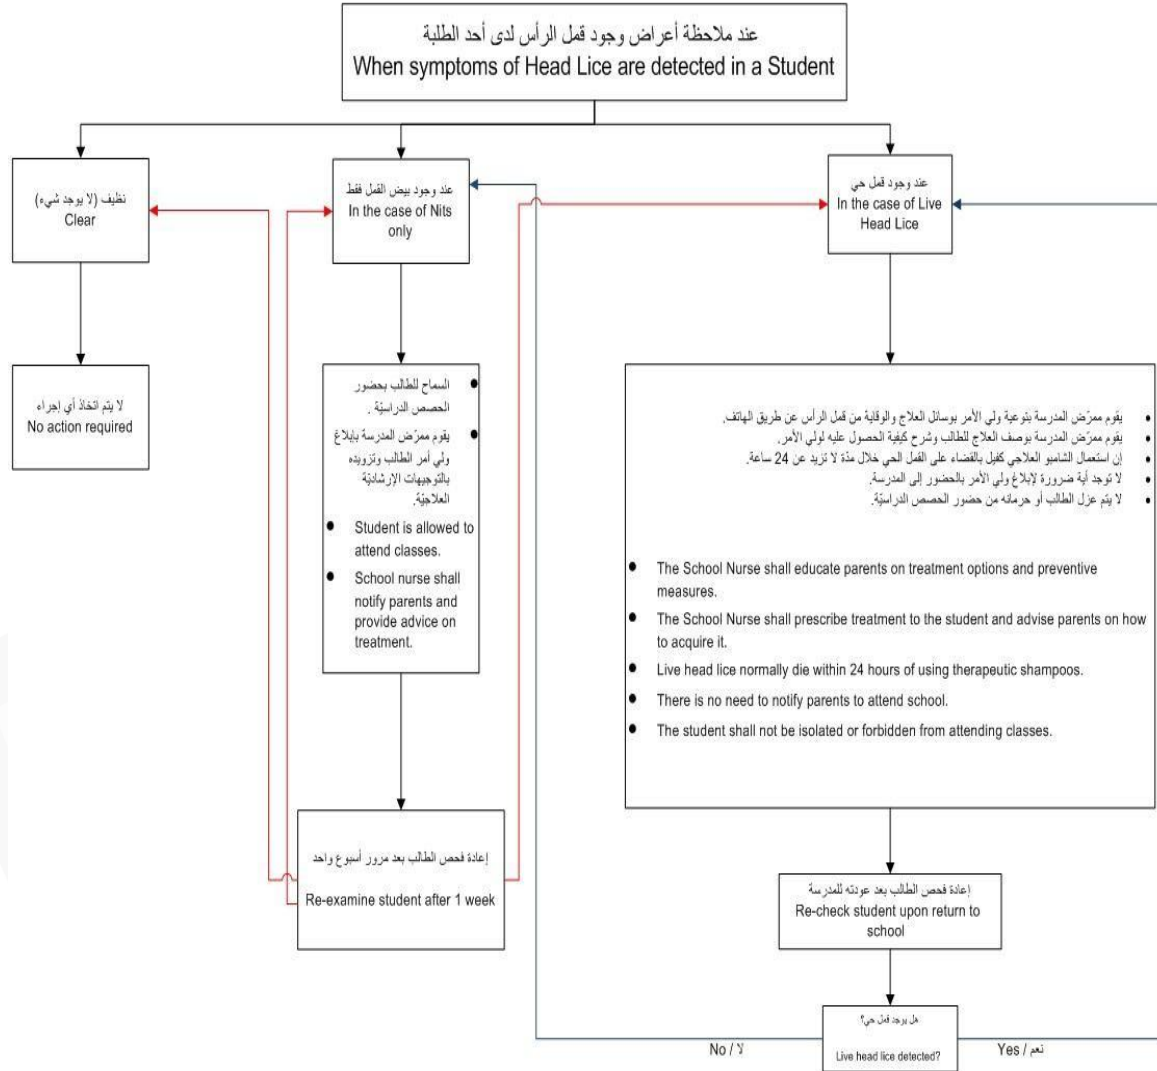 عند ملاحظة أعراض وجود قمل الرأس لدى أحد الطلبة
When symptoms of Head Lice are detected in a Student
نظيف (لا يوجد شيء)
Clear
عند وجود بيض القمل فقط
In the case of Nits
only
عند وجود قمل حي
In the case of Live
Head Lice
لا يتم اتخاذ أي إجراء
No action required
السماح للطالب بحضور
الحصص الدراسيّة .
يقوم ممرّض المدرسة بإبلاغ
ولي أمر الطالب وتزويده
بالتوجيهات الإرشاديّة
العلاجيّة.
Student is allowed to
attend classes.
School nurse shall
notify parents and
provide advice on
treatment.
يقوم ممرّض المدرسة بتوعية ولي الأمر بوسائل العلاج والوقاية من قمل الرأس عن طريق الهاتف.
يقوم ممرّض المدرسة بوصف العلاج للطالب وشرح كيفية الحصول عليه لولي الأمر.
إن استعمال الشامبو العلاجي كفيل بالقضاء على القمل الحي خلال مدّة لا تزيد عن 24 ساعة.
لا توجد أية ضرورة لإبلاغ ولي الأمر بالحضور إلى المدرسة.
لا يتم عزل الطالب أو حرمانه من حضور الحصص الدراسيّة.
The School Nurse shall educate parents on treatment options and preventive
measures.
The School Nurse shall prescribe treatment to the student and advise parents on how
to acquire it.
Live head lice normally die within 24 hours of using therapeutic shampoos.
There is no need to notify parents to attend school.
The student shall not be isolated or forbidden from attending classes.
إعادة فحص الطالب بعد مرور أسبوع واحد
Re-examine student after 1 week
إعادة فحص الطالب بعد عودته للمدرسة
Re-check student upon return to
school
هل يوجد قمل حي؟
Live head lice detected?
No / لا
Yes / نعم